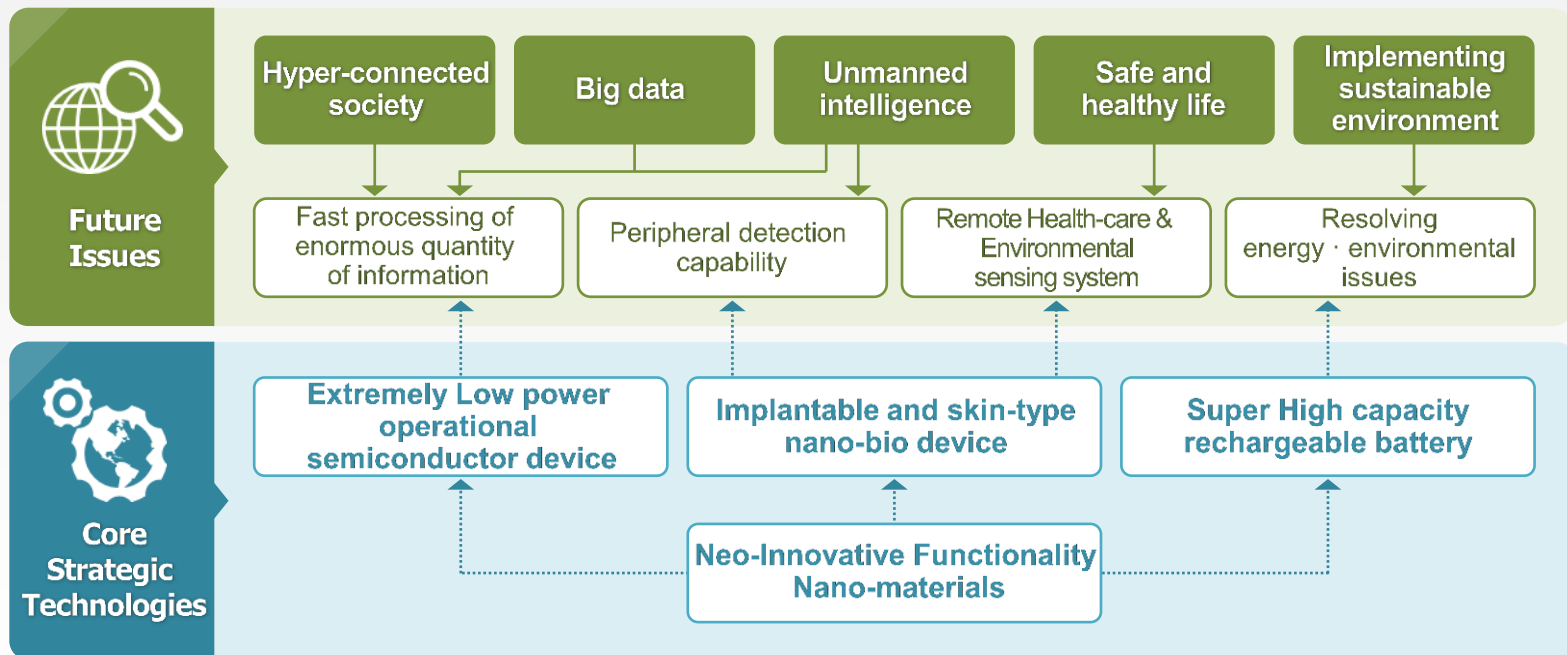 Future
Issues
Hyper-connected
society
Big data
Unmanned
intelligence
Safe and
healthy life
Implementing
sustainable
environment
Fast processing of
enormous quantity
of information
Peripheral detection
capability
Remote Health-care &
Environmental
sensing system
Resolving
energy · environmental
issues
Core
Strategic
Technologies
Extremely Low power
operational
semiconductor device
Implantable and skin-type
nano-bio device
Super High capacity
rechargeable battery
Neo-Innovative Functionality
Nano-materials